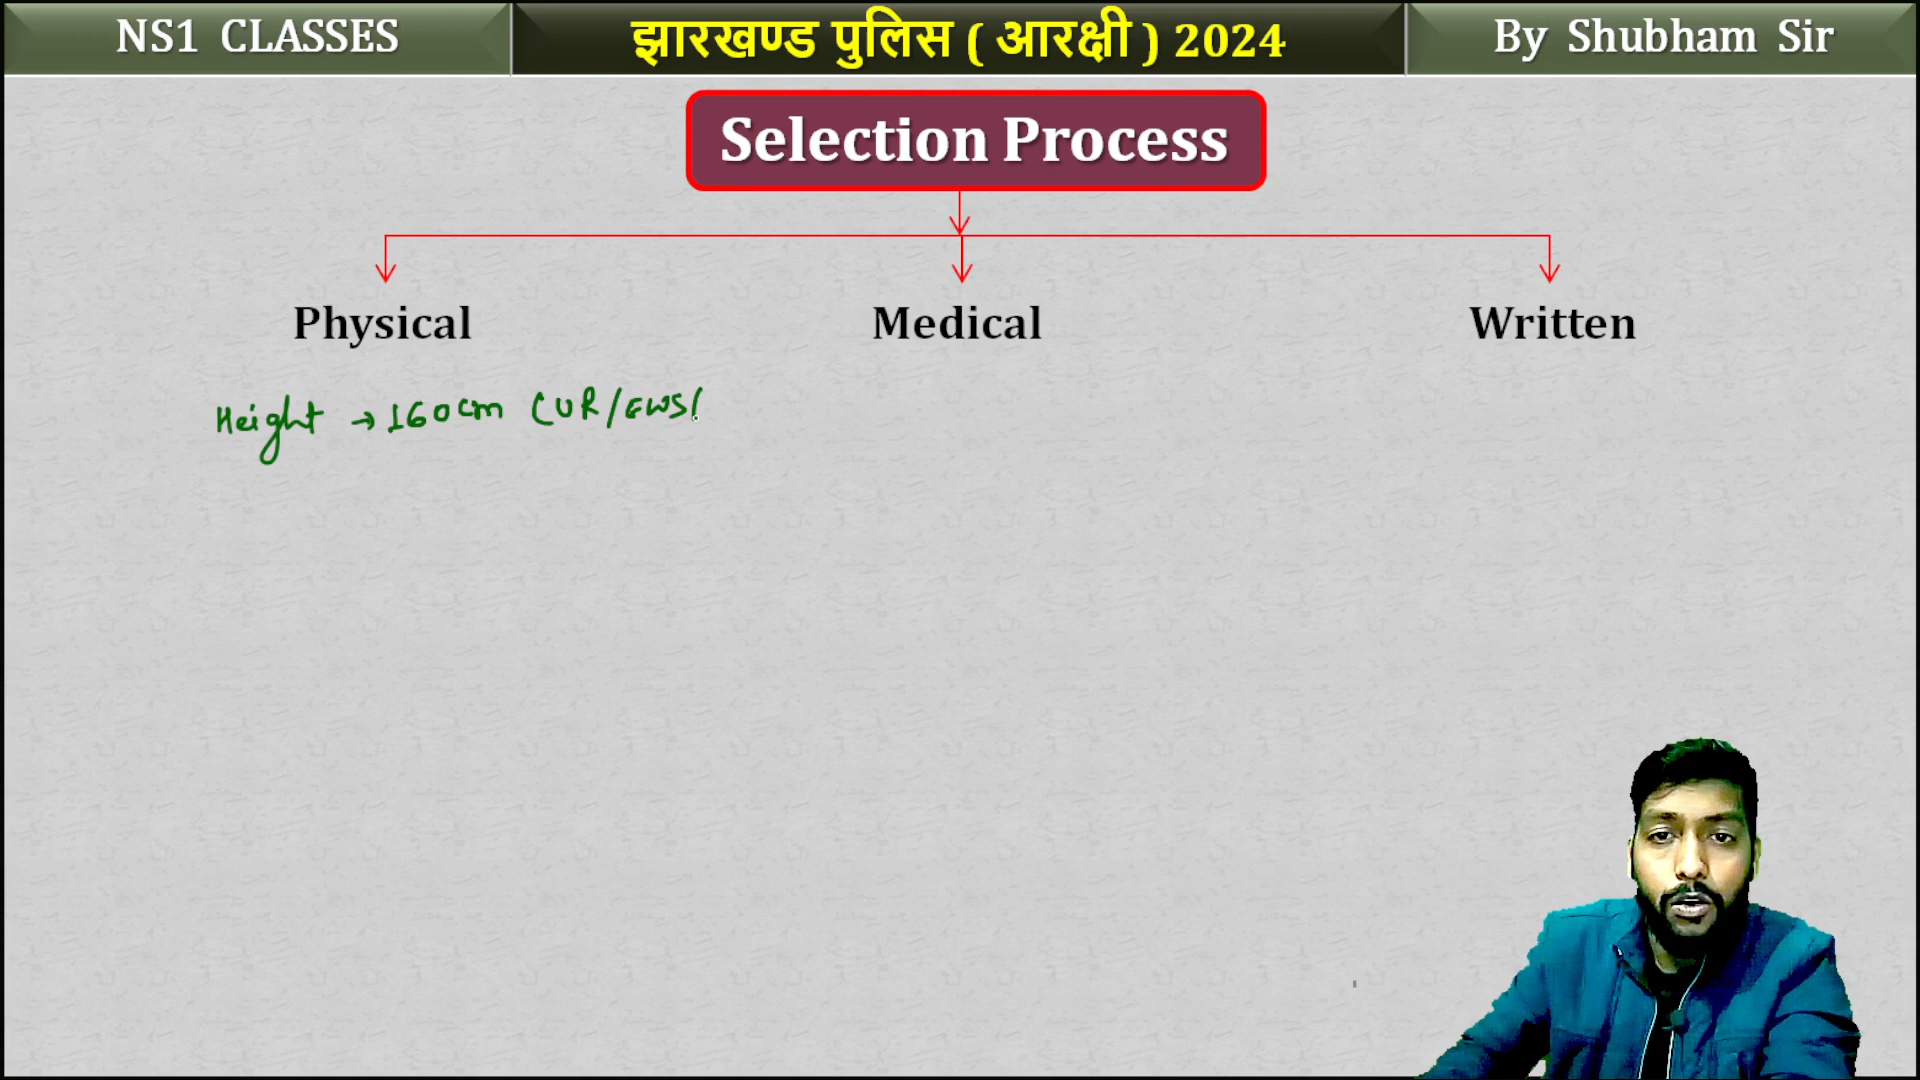 NS1 CLASSES
झारखण्ड पुलिस ( आरक्षी ) 2024
By Shubham Sir
Selection Process
Physical
Medical
Written
Height → 160cm (UR/EWS/